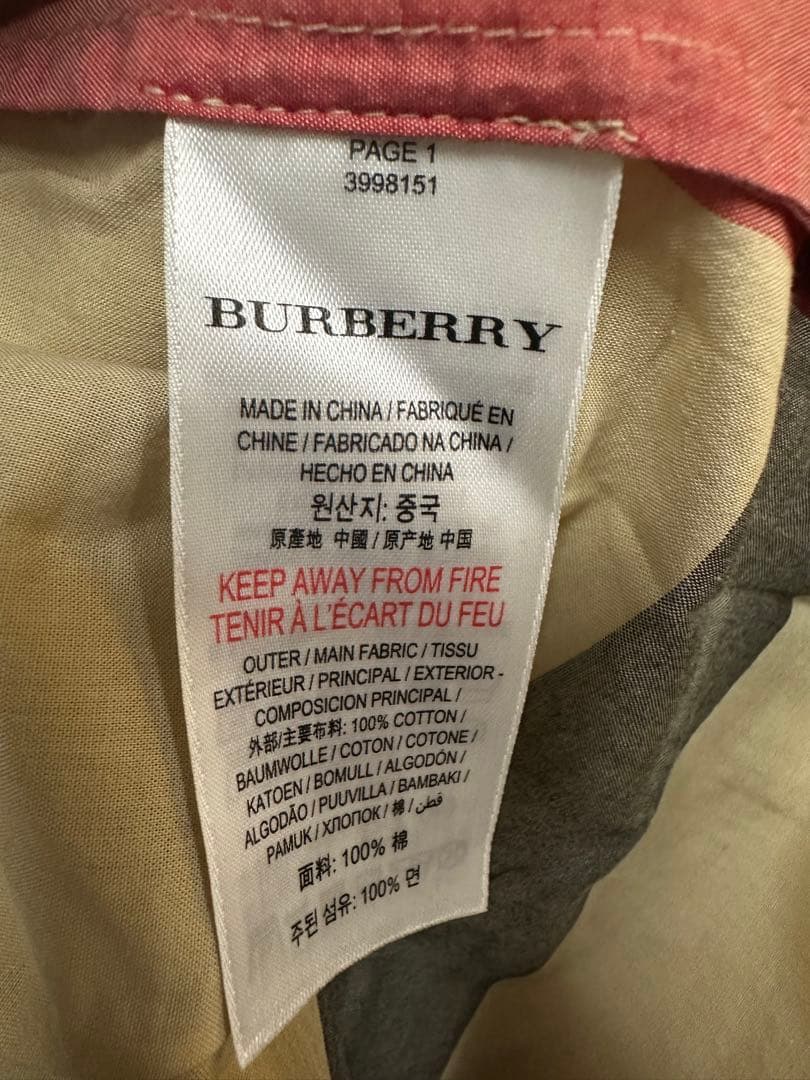 PAGE 1
3998151
BURBERRY
MADE IN CHINA / FABRIQUÉ EN
CHINE / FABRICADO NA CHINA /
HECHO EN CHINA
원산지: 중국
原產地 中國 / 原产地 中国
KEEP AWAY FROM FIRE
TENIR À L'ÉCART DU FEU
OUTER / MAIN FABRIC / TISSU
EXTÉRIEUR / PRINCIPAL / EXTERIOR -
COMPOSICION PRINCIPAL /
外部/主要布料: 100% COTTON /
BAUMWOLLE / COTON / COTONE /
KATOEN / BOMULL / ALGODÓN /
ALGODÃO / PUUVILLA / BAMBAKI /
PAMUK / ХЛОПОК / 棉 / قطن
面料: 100% 棉
주된 섬유: 100% 면